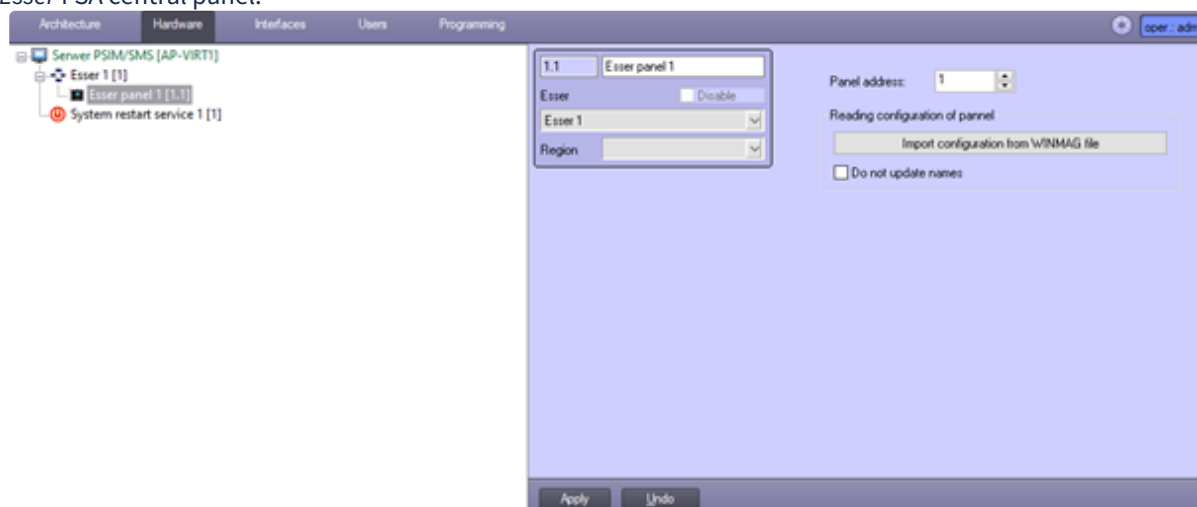 Esser FSA central panel.
Architecture Hardware Interfaces Users Programming oper.: adm
Serwer PSIM/SMS [AP-VIRT1]
Esser 1 [1]
Esser panel 1 [1.1]
System restart service 1 [1]
1.1 Esser panel 1
Esser Disable
Esser 1
Region
Panel address: 1
Reading configuration of pannel
Import configuration from WINMAG file
Do not update names
Apply Undo